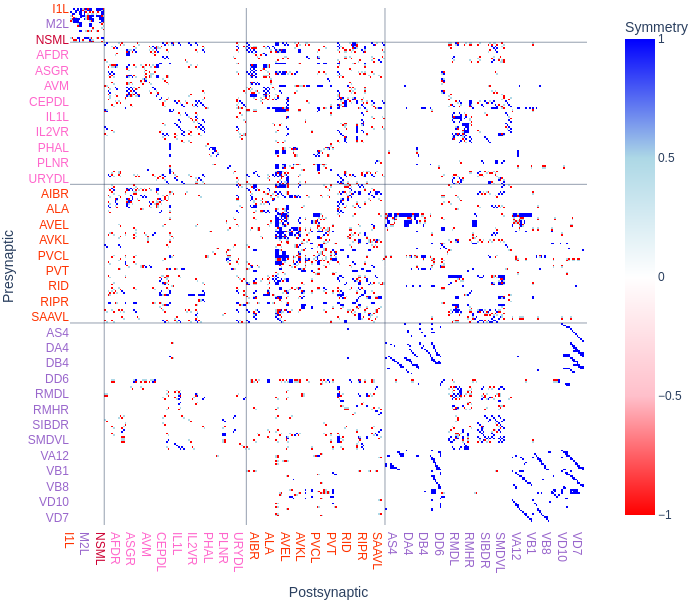 Symmetry
1
0.5
0
−0.5
−1
Presynaptic
I1L
M2L
NSML
AFDR
ASGR
AVM
CEPDL
IL1L
IL2VR
PHAL
PLNR
URYDL
AIBR
ALA
AVEL
AVKL
PVCL
PVT
RID
RIPR
SAAVL
AS4
DA4
DB4
DD6
RMDL
RMHR
SIBDR
SMDVL
VA12
VB1
VB8
VD10
VD7
I1L
M2L
NSML
AFDR
ASGR
AVM
CEPDL
IL1L
IL2VR
PHAL
PLNR
URYDL
AIBR
ALA
AVEL
AVKL
PVCL
PVT
RID
RIPR
SAAVL
AS4
DA4
DB4
DD6
RMDL
RMHR
SIBDR
SMDVL
VA12
VB1
VB8
VD10
VD7
Postsynaptic